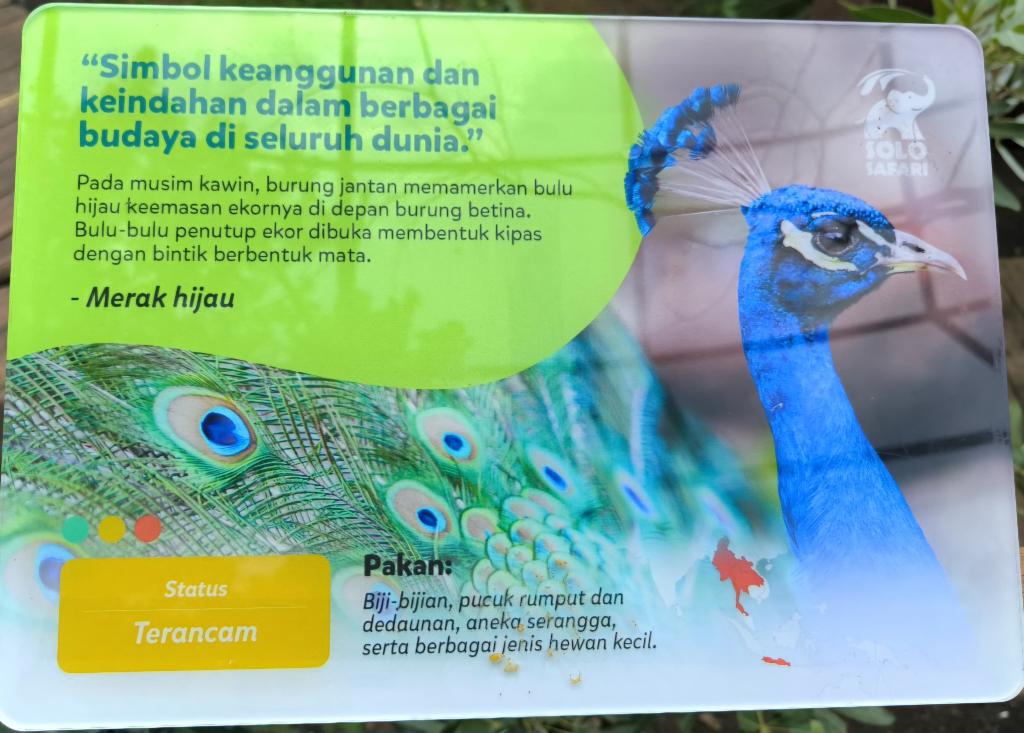 “Simbol keanggunan dan
keindahan dalam berbagai
budaya di seluruh dunia.”
Pada musim kawin, burung jantan memamerkan bulu
hijau keemasan ekornya di depan burung betina.
Bulu-bulu penutup ekor dibuka membentuk kipas
dengan bintik berbentuk mata.
- Merak hijau
SOLO
SAFARI
Status
Terancam
Pakan:
Biji-bijian, pucuk rumput dan
dedaunan, aneka serangga,
serta berbagai jenis hewan kecil.